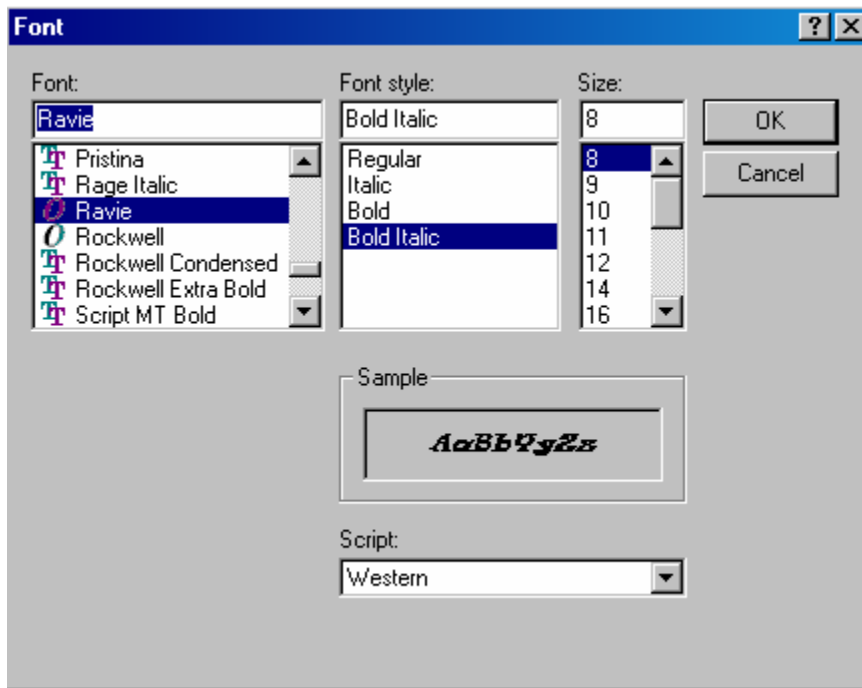 Font
Font:
Ravie
Pristina
Rage Italic
Ravie
Rockwell
Rockwell Condensed
Rockwell Extra Bold
Script MT Bold
Font style:
Bold Italic
Regular
Italic
Bold
Bold Italic
Size:
8
8
9
10
11
12
14
16
OK
Cancel
Sample
AaBbYyZz
Script:
Western